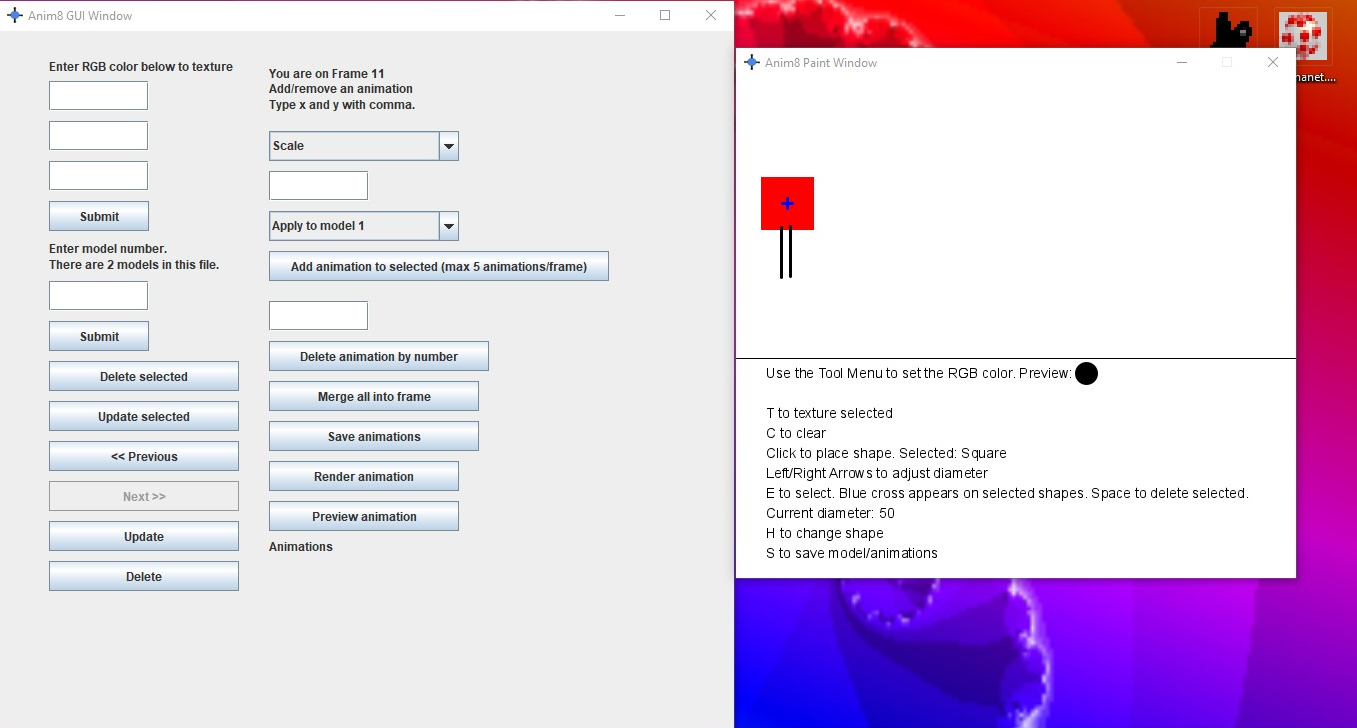 Anim8 GUI Window
Enter RGB color below to texture
Submit
Enter model number.
There are 2 models in this file.
Submit
Delete selected
Update selected
<< Previous
Next >>
Update
Delete
You are on Frame 11
Add/remove an animation
Type x and y with comma.
Scale
Apply to model 1
Add animation to selected (max 5 animations/frame)
Delete animation by number
Merge all into frame
Save animations
Render animation
Preview animation
Animations
Anim8 Paint Window
Use the Tool Menu to set the RGB color. Preview:
T to texture selected
C to clear
Click to place shape. Selected: Square
Left/Right Arrows to adjust diameter
E to select. Blue cross appears on selected shapes. Space to delete selected.
Current diameter: 50
H to change shape
S to save model/animations